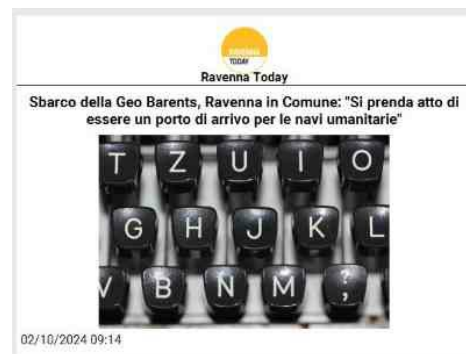 RAVENNA
TODAY
Ravenna Today
Sbarco della Geo Barents, Ravenna in Comune: "Si prenda atto di
essere un porto di arrivo per le navi umanitarie"
T Z U I O
G H J K L
V B N M ? ;
02/10/2024 09:14